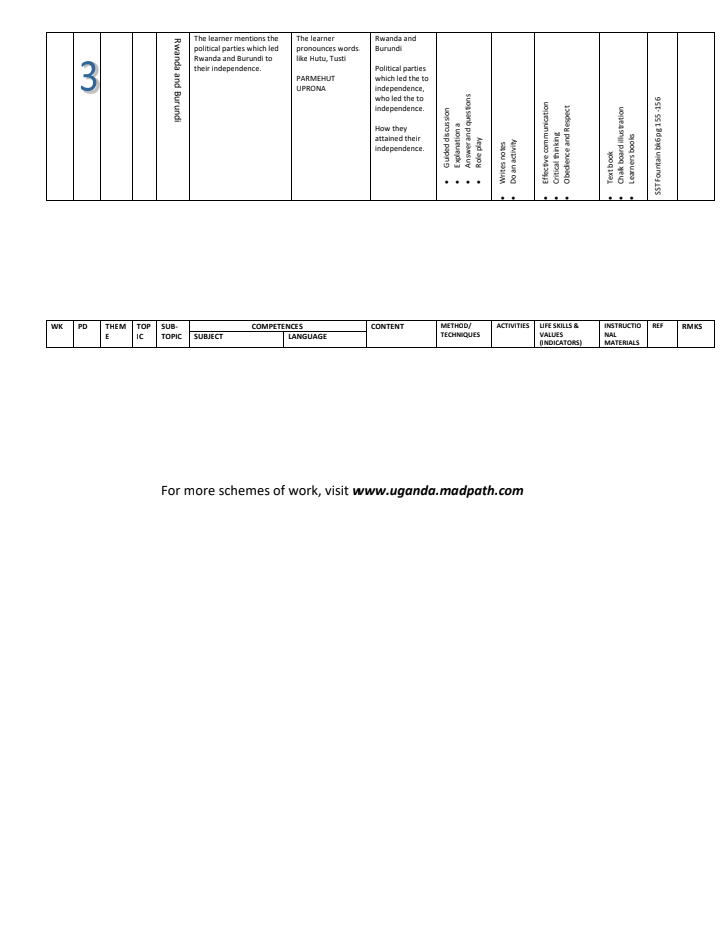 3
Rwanda and Burundi
The learner mentions the
political parties which led
Rwanda and Burundi to
their independence.
The learner
pronounces words
like Hutu, Tusti
PARMEHUT
UPRONA
Rwanda and
Burundi
Political parties
which led the to
independence,
who led the to
independence.
How they
attained their
independence.
• Guided discussion
• Explanation a
• Answer and questions
• Role play
• Writes notes
• Do an activity
• Effective communication
• Critical thinking
• Obedience and Respect
• Text book
• Chalk board illustration
• Learners books
SST Fountain bk6 pg 155 -156
WK
PD
THEM
E
TOP
IC
SUB-
TOPIC
COMPETENCES
SUBJECT
LANGUAGE
CONTENT
METHOD/
TECHNIQUES
ACTIVITIES
LIFE SKILLS &
VALUES
(INDICATORS)
INSTRUCTIO
NAL
MATERIALS
REF
RMKS
For more schemes of work, visit www.uganda.madpath.com